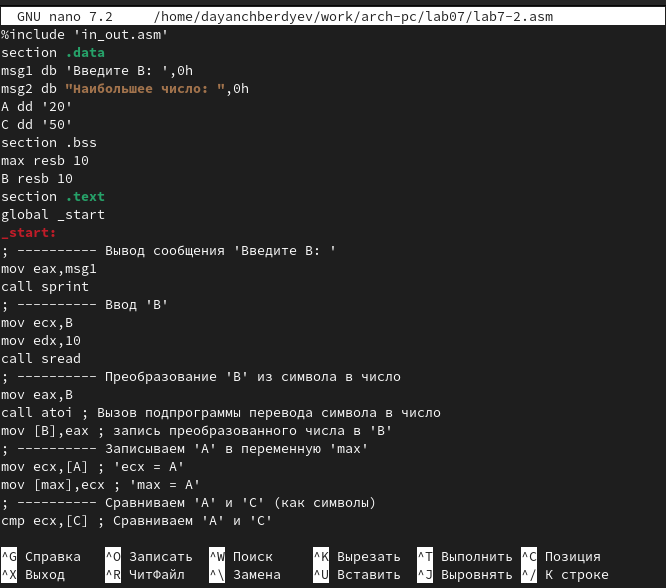 GNU nano 7.2 /home/dayanchberdyev/work/arch-pc/lab07/lab7-2.asm
%include 'in_out.asm'
section .data
msg1 db 'Введите B: ',0h
msg2 db "Наибольшее число: ",0h
A dd '20'
C dd '50'
section .bss
max resb 10
B resb 10
section .text
global _start
_start:
; ---------- Вывод сообщения 'Введите B: '
mov eax,msg1
call sprint
; ---------- Ввод 'B'
mov ecx,B
mov edx,10
call sread
; ---------- Преобразование 'B' из символа в число
mov eax,B
call atoi ; Вызов подпрограммы перевода символа в число
mov [B],eax ; запись преобразованного числа в 'B'
; ---------- Записываем 'A' в переменную 'max'
mov ecx,[A] ; 'ecx = A'
mov [max],ecx ; 'max = A'
; ---------- Сравниваем 'A' и 'C' (как символы)
cmp ecx,[C] ; Сравниваем 'A' и 'C'
^G Справка ^O Записать ^W Поиск ^K Вырезать ^T Выполнить ^C Позиция
^X Выход ^R ЧитФайл ^\ Замена ^U Вставить ^J Выровнять ^/ К строке